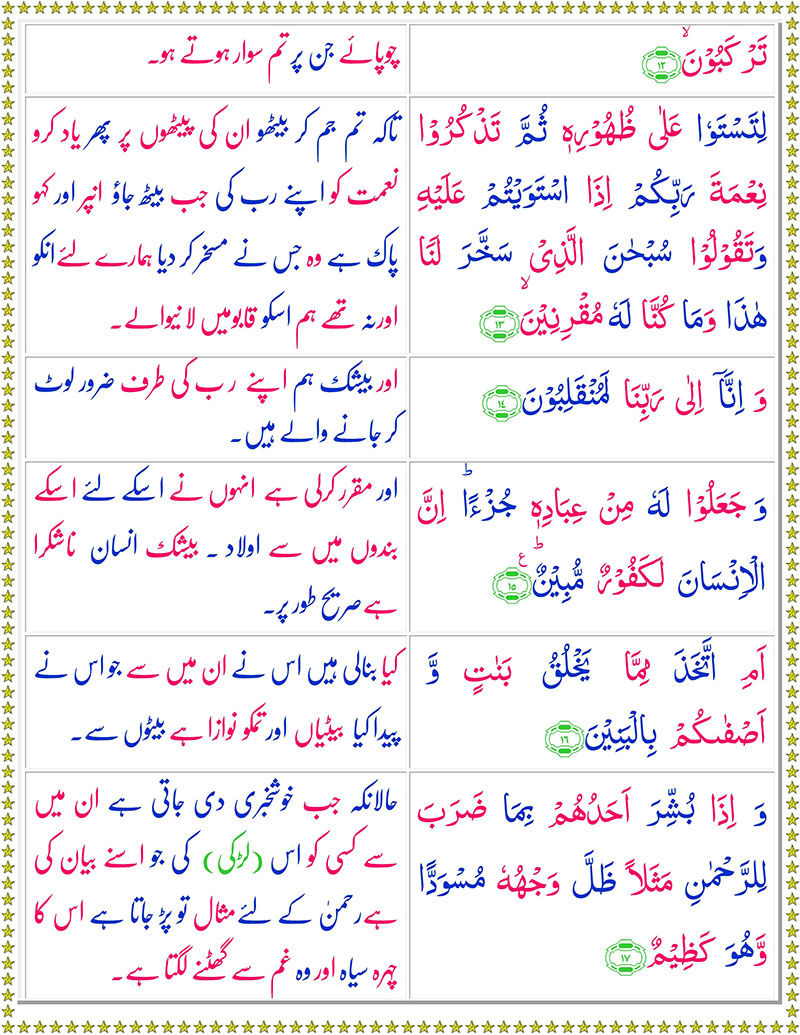 تَرْكَبُوْنَۙ ١٢
چوپائے جن پر تم سوار ہوتے ہو۔
لِتَسْتَوٗا عَلٰى ظُهُوْرِهٖ ثُمَّ تَذْكُرُوْا
نِعْمَةَ رَبِّكُمْ اِذَا اسْتَوَيْتُمْ عَلَيْهِ
وَتَقُوْلُوْا سُبْحٰنَ الَّذِىْ سَخَّرَ لَنَا
هٰذَا وَمَا كُنَّا لَهٗ مُقْرِنِيْنَۙ ١٣
تاکہ تم جم کر بیٹھو ان کی پیٹھوں پر پھر یاد کرو
نعمت کو اپنے رب کی جب بیٹھ جاؤ انپر اور کہو
پاک ہے وہ جس نے مسخر کر دیا ہمارے لئے انکو
اور نہ تھے ہم اسکو قابو میں لانیوالے۔
وَ اِنَّاۤ اِلٰى رَبِّنَا لَمُنْقَلِبُوْنَ ١٤
اور بیشک ہم اپنے رب کی طرف ضرور لوٹ
کر جانے والے ہیں۔
وَ جَعَلُوْا لَهٗ مِنْ عِبَادِهٖ جُزْءًاؕ اِنَّ
الْاِنْسَانَ لَكَفُوْرٌ مُّبِيْنٌؕ ع ١٥
اور مقرر کرلی ہے انہوں نے اسکے لئے اسکے
بندوں میں سے اولاد ۔ بیشک انسان ناشکرا
ہے صریح طور پر۔
اَمِ اتَّخَذَ مِمَّا يَخْلُقُ بَنٰتٍ وَّ
اَصْفٰٮكُمْ بِالْبَنِيْنَ ١٦
کیا بنالی ہیں اس نے ان میں سے جو اس نے
پیدا کیا بیٹیاں اور تمکو نوازا ہے بیٹوں سے۔
وَ اِذَا بُشِّرَ اَحَدُهُمْ بِمَا ضَرَبَ
لِلرَّحْمٰنِ مَثَلًا ظَلَّ وَجْهُهٗ مُسْوَدًّا
وَّهُوَ كَظِيْمٌ ١٧
حالانکہ جب خوشخبری دی جاتی ہے ان میں
سے کسی کو اس (لڑکی) کی جو اسنے بیان کی
ہے رحمنٰ کے لئے مثال تو پڑ جاتا ہے اس کا
چہرہ سیاہ اور وہ غم سے گھٹنے لگتا ہے۔